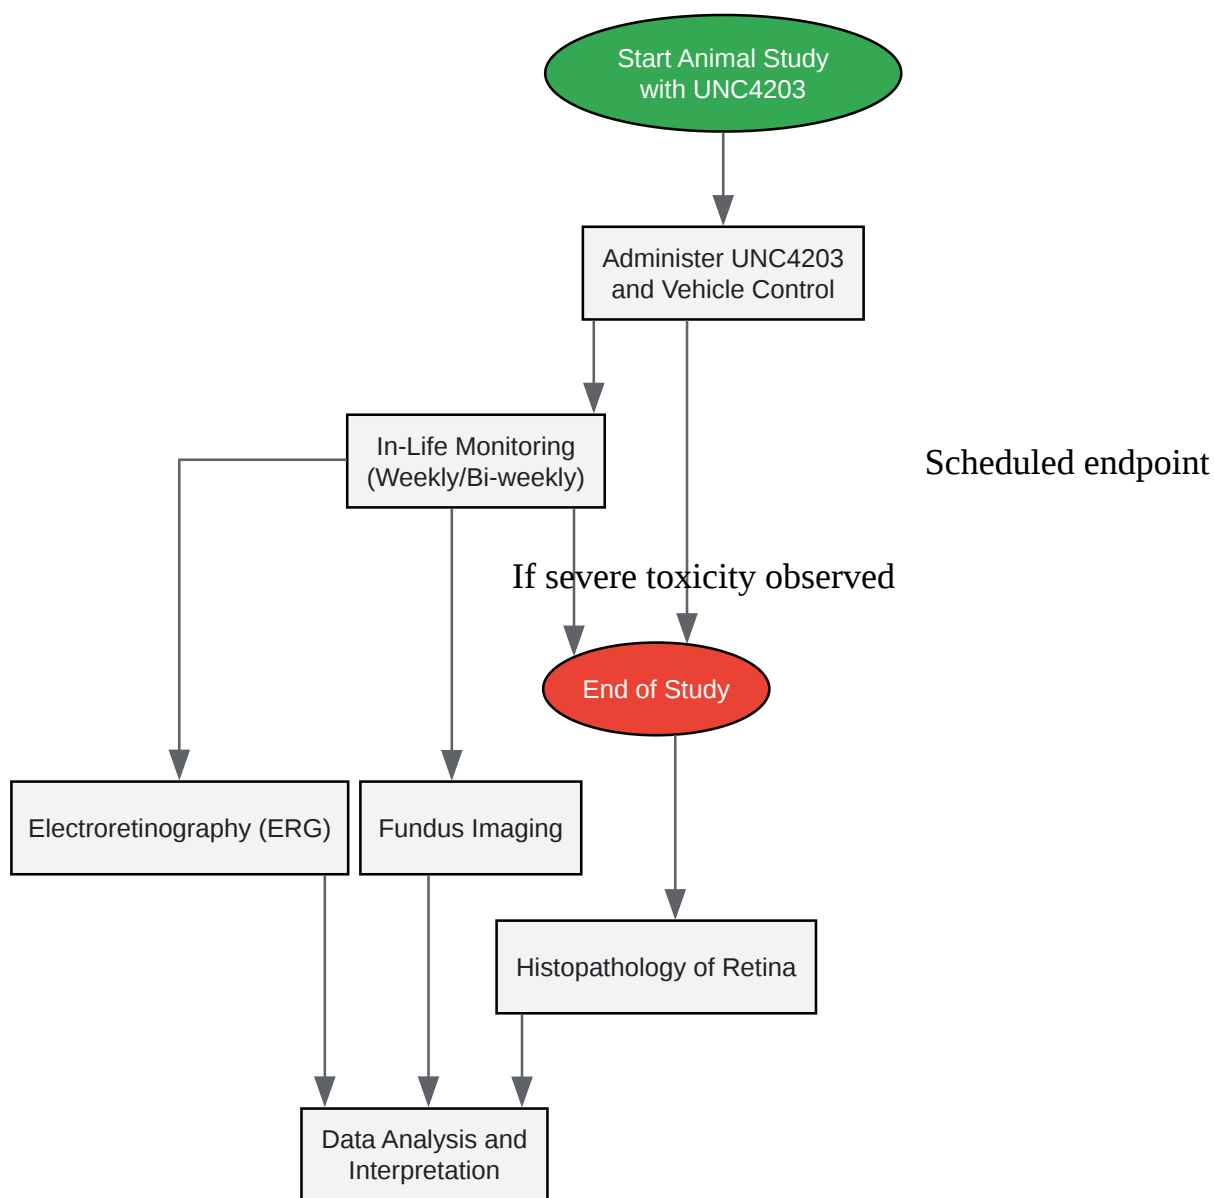 Start Animal Study
with UNC4203
Administer UNC4203
and Vehicle Control
In-Life Monitoring
(Weekly/Bi-weekly)
Scheduled endpoint
If severe toxicity observed
End of Study
Electroretinography (ERG)
Fundus Imaging
Histopathology of Retina
Data Analysis and
Interpretation